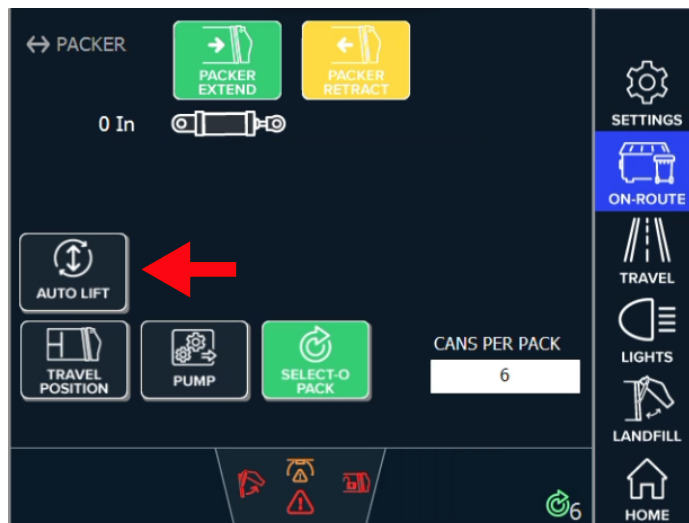 PACKER
PACKER
EXTEND
PACKER
RETRACT
0 In
SETTINGS
ON-ROUTE
AUTO LIFT
TRAVEL
TRAVEL
POSITION
PUMP
SELECT-O
PACK
CANS PER PACK
6
LIGHTS
LANDFILL
6
HOME